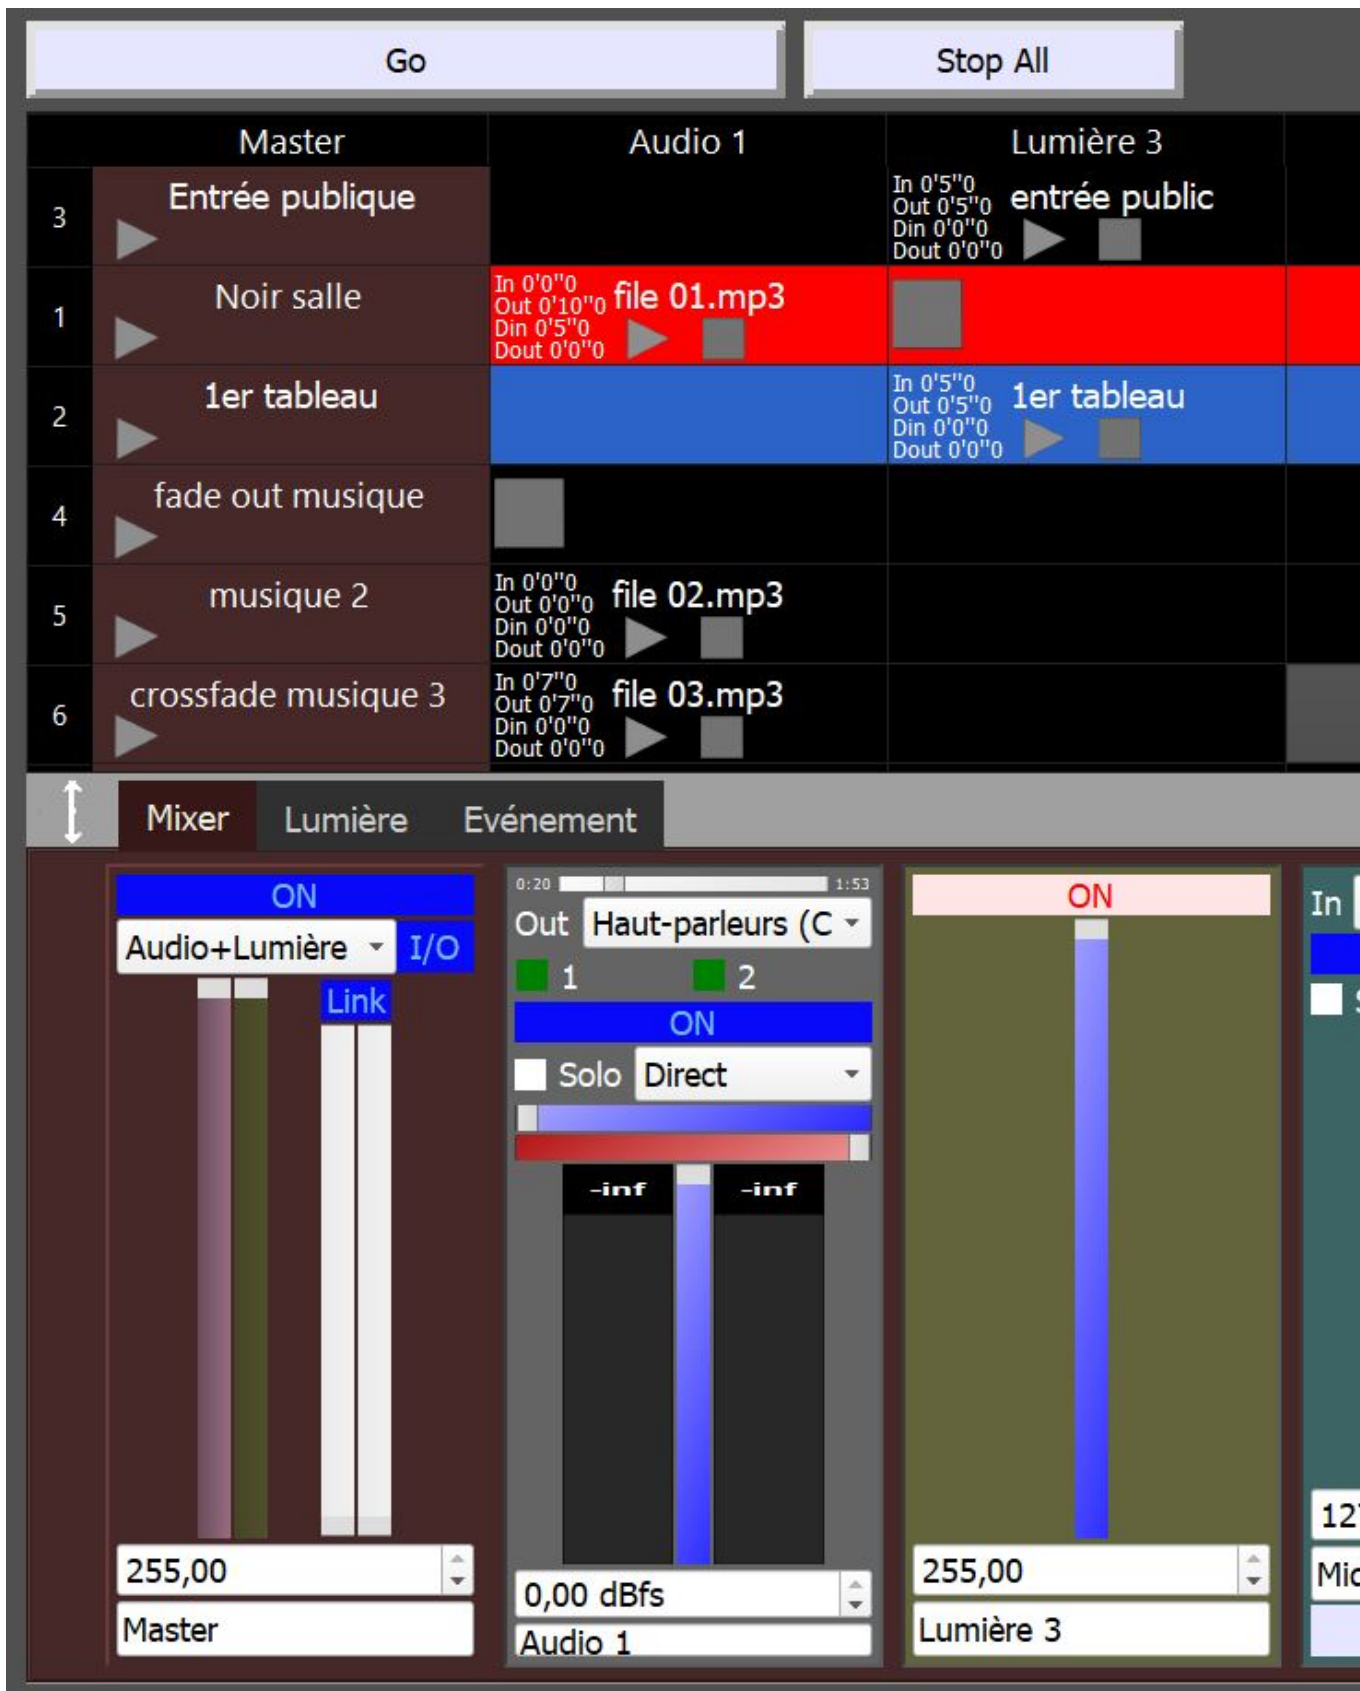 Go Stop All
Master Audio 1 Lumière 3
3 Entrée publique
In 0'5"0
Out 0'5"0
Din 0'0"0
Dout 0'0"0
entrée public
1 Noir salle
In 0'0"0
Out 0'10"0
Din 0'5"0
Dout 0'0"0
file 01.mp3
2 1er tableau
In 0'5"0
Out 0'5"0
Din 0'0"0
Dout 0'0"0
1er tableau
4 fade out musique
5 musique 2
In 0'0"0
Out 0'0"0
Din 0'0"0
Dout 0'0"0
file 02.mp3
6 crossfade musique 3
In 0'7"0
Out 0'7"0
Din 0'0"0
Dout 0'0"0
file 03.mp3
Mixer Lumière Evénement
ON
Audio+Lumière I/O
Link
255,00
Master
0:20 1:53
Out Haut-parleurs (C
1 2
ON
Solo Direct
-inf -inf
0,00 dBfs
Audio 1
ON
255,00
Lumière 3
In